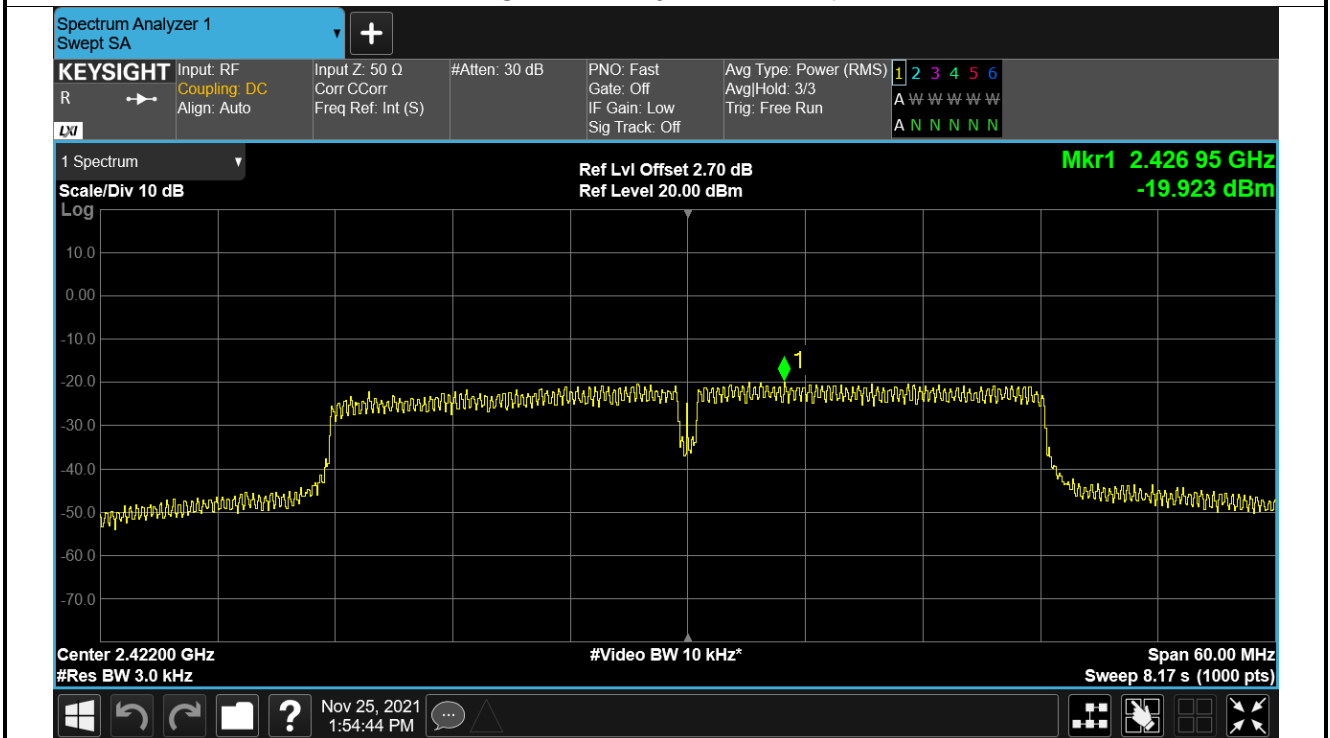 Spectrum Analyzer 1
Swept SA
+
KEYSIGHT
R
LXI
Input: RF
Coupling: DC
Align: Auto
Input Z: 50 Ω
Corr CCorr
Freq Ref: Int (S)
#Atten: 30 dB
PNO: Fast
Gate: Off
IF Gain: Low
Sig Track: Off
Avg Type: Power (RMS)
Avg|Hold: 3/3
Trig: Free Run
1 2 3 4 5 6
A W W W W W
A N N N N N
1 Spectrum
Scale/Div 10 dB
Log
Ref Lvl Offset 2.70 dB
Ref Level 20.00 dBm
Mkr1 2.426 95 GHz
-19.923 dBm
10.0
0.00
-10.0
1
-20.0
-30.0
-40.0
-50.0
-60.0
-70.0
Center 2.42200 GHz
#Res BW 3.0 kHz
#Video BW 10 kHz*
Span 60.00 MHz
Sweep 8.17 s (1000 pts)
?
Nov 25, 2021
1:54:44 PM